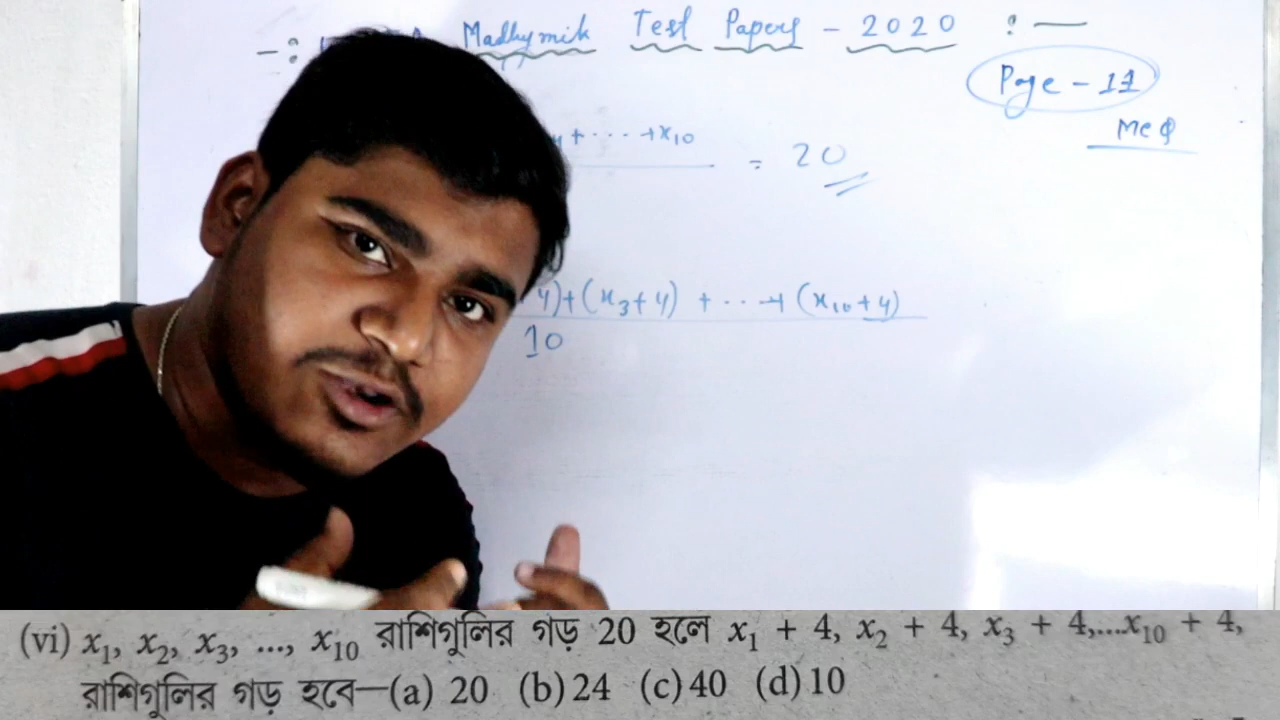 -: Madhymik Test Papers - 2020 :-
Page - 11
MCQ
+ ... + x₁₀ = 20
4) + (x₃ + 4) + ... + (x₁₀ + 4)
10
(vi) x₁, x₂, x₃, ..., x₁₀ রাশিগুলির গড় 20 হলে x₁ + 4, x₂ + 4, x₃ + 4,...x₁₀ + 4,
রাশিগুলির গড় হবে—(a) 20 (b) 24 (c) 40 (d) 10